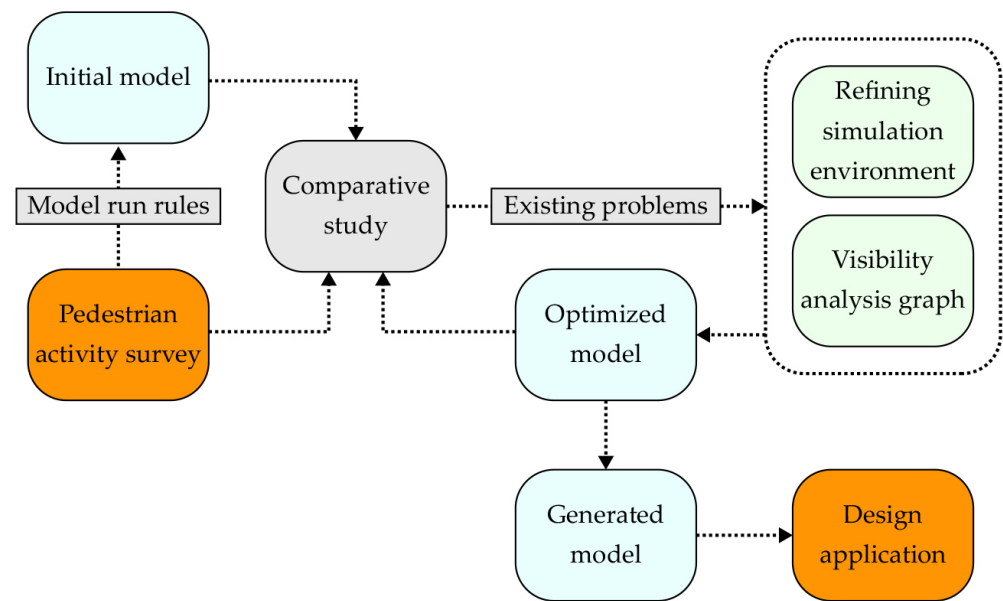 Initial model
Refining
simulation
environment
Comparative
study
Model run rules
Existing problems
Visibility
analysis graph
Pedestrian
activity survey
Optimized
model
Generated
model
Design
application